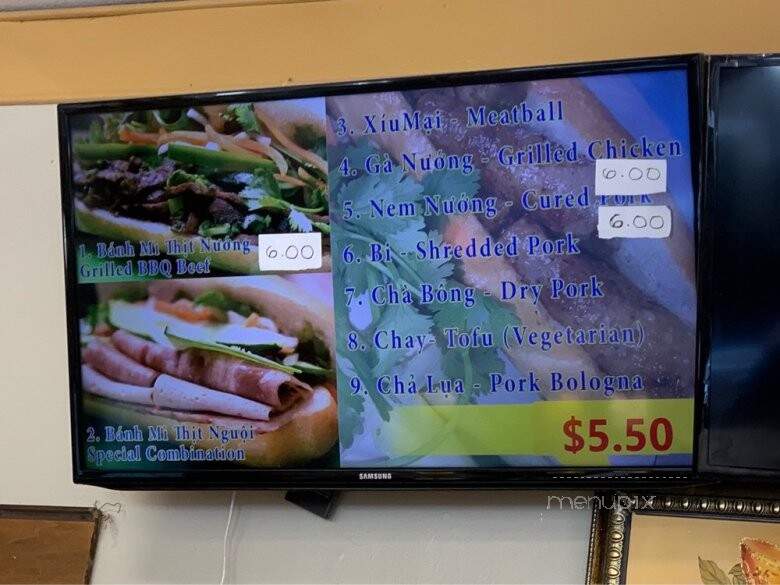 1. Bánh Mì Thịt Nướng
Grilled BBQ Beef
6.00
2. Bánh Mì Thịt Nguội
Special Combination
3. XíuMại - Meatball
4. Gà Nướng - Grilled Chicken
6.00
5. Nem Nướng - Cured Pork
6.00
6. Bì - Shredded Pork
7. Chà Bông - Dry Pork
8. Chay- Tofu (Vegetarian)
9. Chả Lụa - Pork Bologna
$5.50
SAMSUNG
menupix